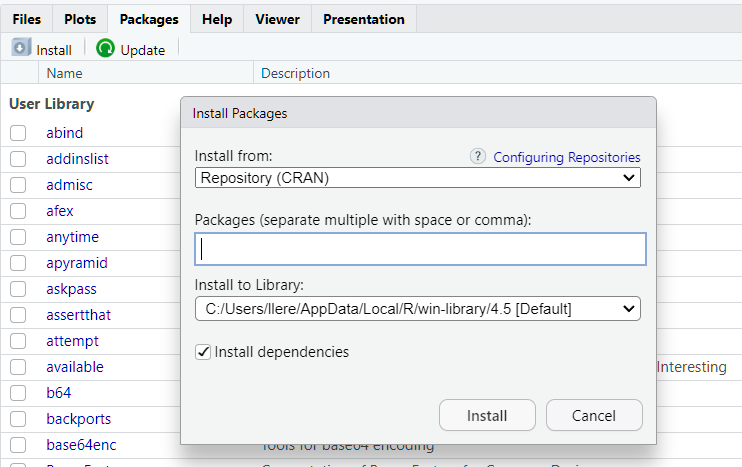 Files Plots Packages Help Viewer Presentation
Install Update
Name Description
User Library
abind
addinslist
admisc
afex
anytime
apyramid
askpass
assertthat
attempt
available Interesting
b64
backports
base64enc Tools for base64 encoding
Install Packages
Install from: ? Configuring Repositories
Repository (CRAN)
Packages (separate multiple with space or comma):
Install to Library:
C:/Users/llere/AppData/Local/R/win-library/4.5 [Default]
Install dependencies
Install Cancel